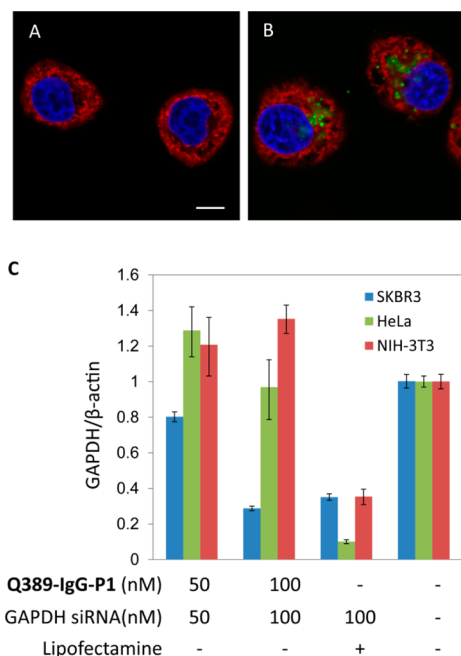 A B
C
1.6
1.4
1.2
1
0.8
0.6
0.4
0.2
0
GAPDH/β-actin
SKBR3
HeLa
NIH-3T3
Q389-IgG-P1 (nM) 50 100 - -
GAPDH siRNA(nM) 50 100 100 -
Lipofectamine - - + -